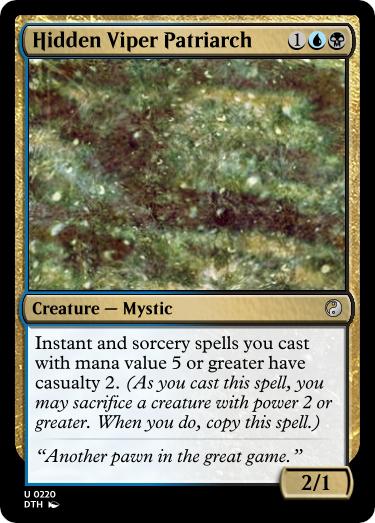 Hidden Viper Patriarch 1
Creature — Mystic
Instant and sorcery spells you cast
with mana value 5 or greater have
casualty 2. (As you cast this spell, you
may sacrifice a creature with power 2 or
greater. When you do, copy this spell.)
“Another pawn in the great game.”
2/1
U 0220
DTH